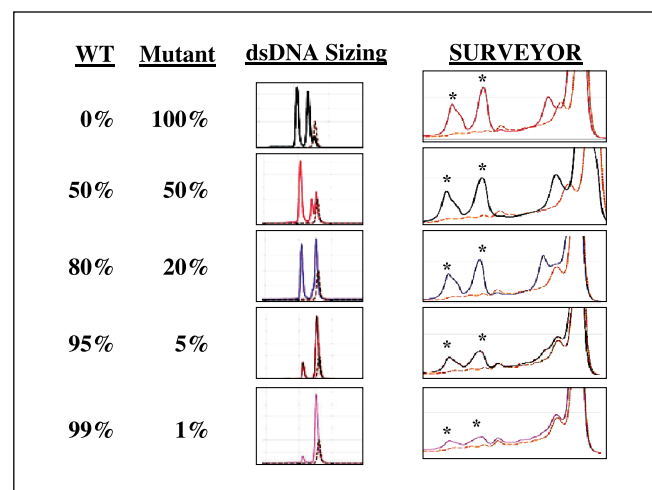 WT Mutant dsDNA Sizing SURVEYOR
0% 100% * *
50% 50% * *
80% 20% * *
95% 5% * *
99% 1% * *